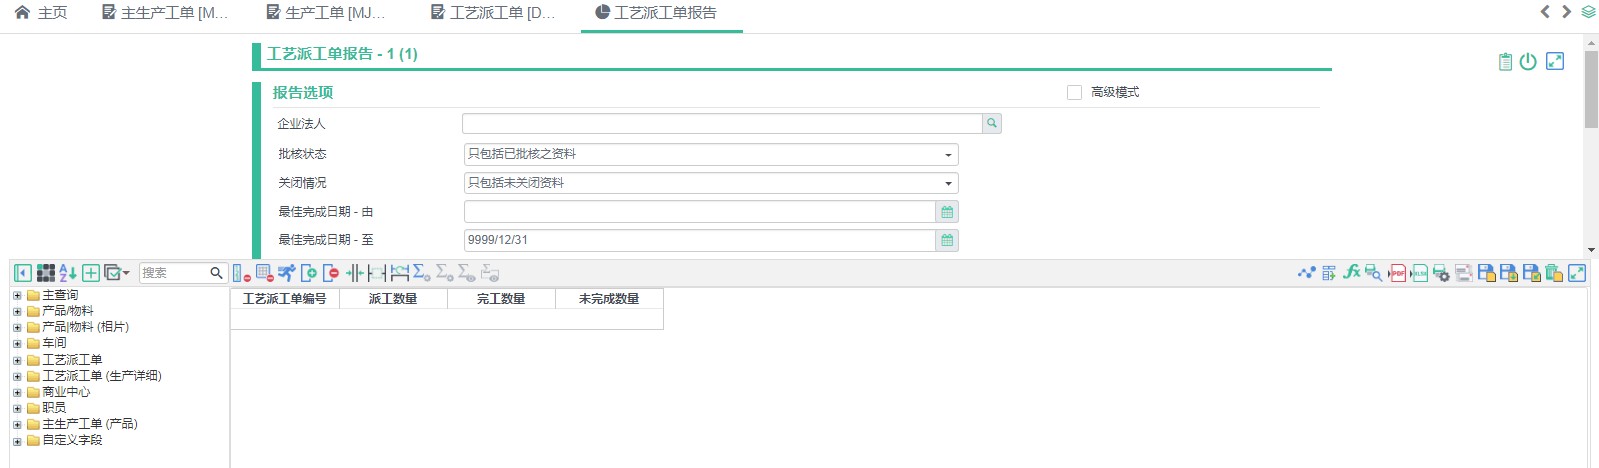 主页 主生产工单 [M... 生产工单 [MJ... 工艺派工单 [D... 工艺派工单报告
工艺派工单报告 - 1 (1)
报告选项 高级模式
企业法人
批核状态 只包括已批核之资料
关闭情况 只包括未关闭资料
最佳完成日期 - 由
最佳完成日期 - 至 9999/12/31
搜索
主查询
产品/物料
产品|物料 (相片)
车间
工艺派工单
工艺派工单 (生产详细)
商业中心
职员
主生产工单 (产品)
自定义字段
工艺派工单编号 派工数量 完工数量 未完成数量